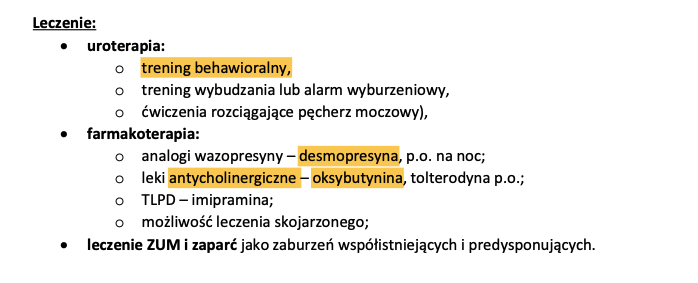 Leczenie:
• uroterapia:
o trening behawioralny,
o trening wybudzania lub alarm wyburzeniowy,
o ćwiczenia rozciągające pęcherz moczowy),
• farmakoterapia:
o analogi wazopresyny – desmopresyna, p.o. na noc;
o leki antycholinergiczne – oksybutynina, tolterodyna p.o.;
o TLPD – imipramina;
o możliwość leczenia skojarzonego;
• leczenie ZUM i zaparć jako zaburzeń współistniejących i predysponujących.